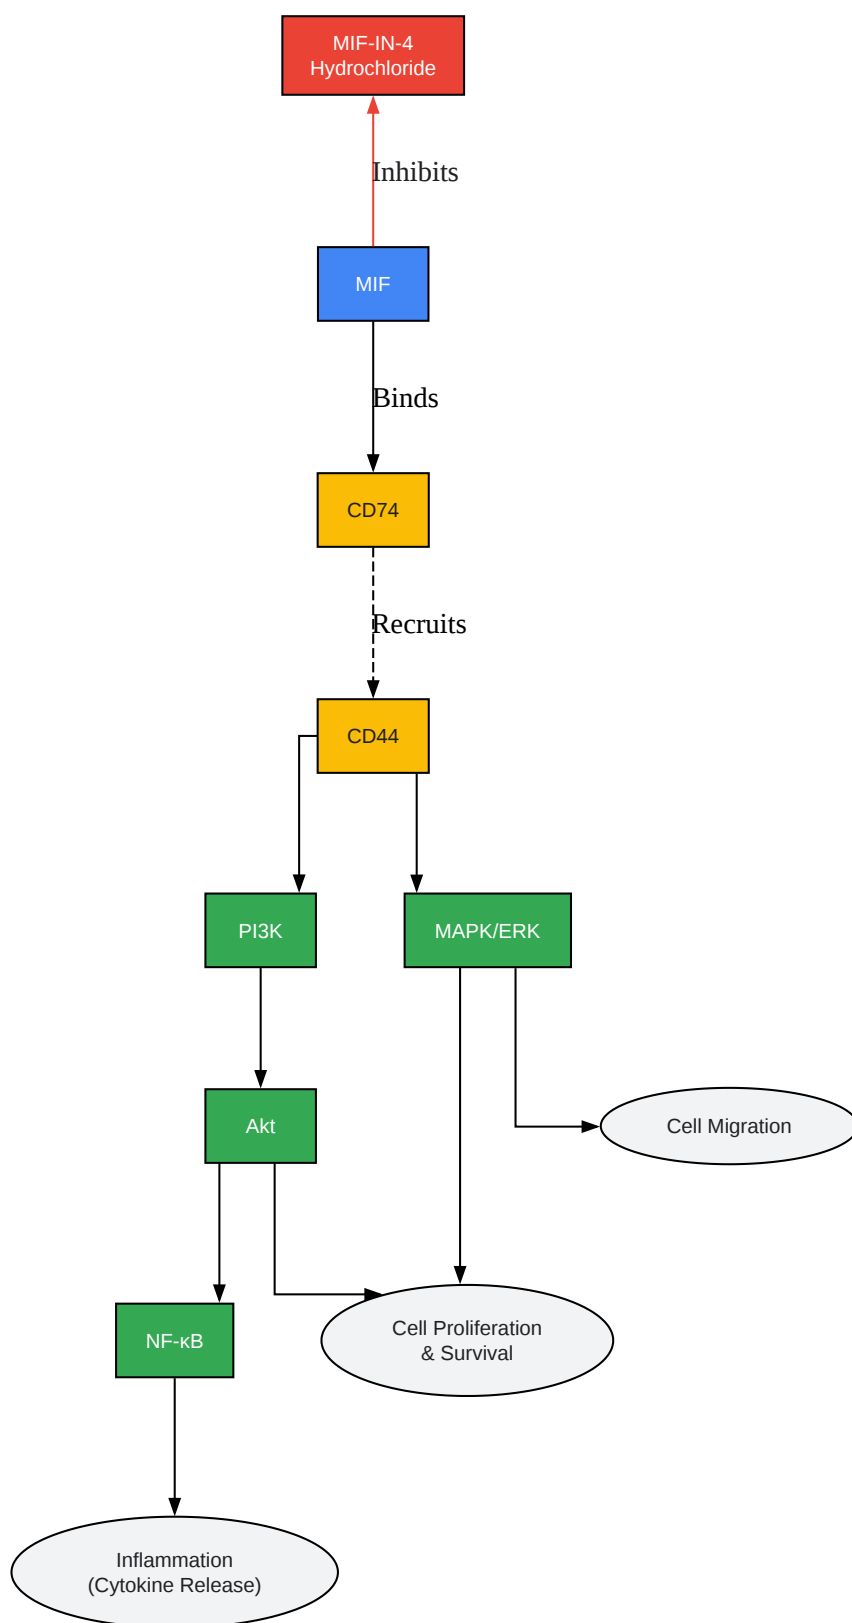 MIF-IN-4
Hydrochloride
Inhibits
MIF
Binds
CD74
Recruits
CD44
PI3K
MAPK/ERK
Akt
Cell Migration
Cell Proliferation
& Survival
NF-κB
Inflammation
(Cytokine Release)